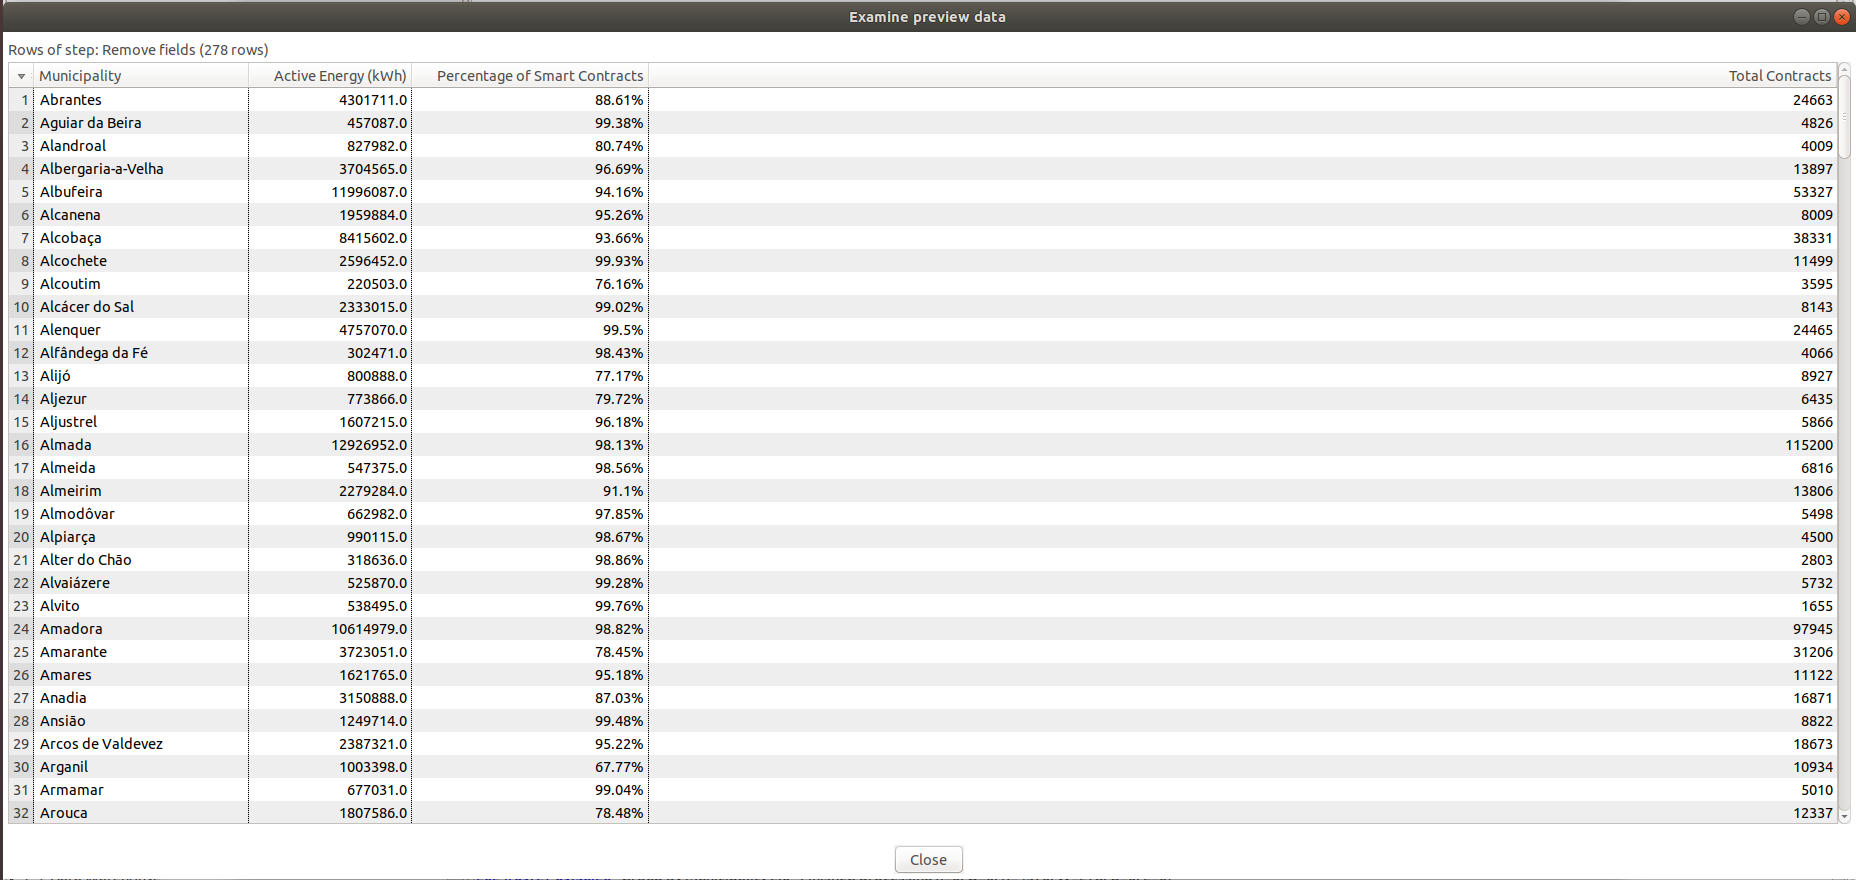 Examine preview data
Rows of step: Remove fields (278 rows)
Municipality Active Energy (kWh) Percentage of Smart Contracts Total Contracts
1 Abrantes 4301711.0 88.61% 24663
2 Aguiar da Beira 457087.0 99.38% 4826
3 Alandroal 827982.0 80.74% 4009
4 Albergaria-a-Velha 3704565.0 96.69% 13897
5 Albufeira 11996087.0 94.16% 53327
6 Alcanena 1959884.0 95.26% 8009
7 Alcobaça 8415602.0 93.66% 38331
8 Alcochete 2596452.0 99.93% 11499
9 Alcoutim 220503.0 76.16% 3595
10 Alcácer do Sal 2333015.0 99.02% 8143
11 Alenquer 4757070.0 99.5% 24465
12 Alfândega da Fé 302471.0 98.43% 4066
13 Alijó 800888.0 77.17% 8927
14 Aljezur 773866.0 79.72% 6435
15 Aljustrel 1607215.0 96.18% 5866
16 Almada 12926952.0 98.13% 115200
17 Almeida 547375.0 98.56% 6816
18 Almeirim 2279284.0 91.1% 13806
19 Almodôvar 662982.0 97.85% 5498
20 Alpiarça 990115.0 98.67% 4500
21 Alter do Chão 318636.0 98.86% 2803
22 Alvaiázere 525870.0 99.28% 5732
23 Alvito 538495.0 99.76% 1655
24 Amadora 10614979.0 98.82% 97945
25 Amarante 3723051.0 78.45% 31206
26 Amares 1621765.0 95.18% 11122
27 Anadia 3150888.0 87.03% 16871
28 Ansião 1249714.0 99.48% 8822
29 Arcos de Valdevez 2387321.0 95.22% 18673
30 Arganil 1003398.0 67.77% 10934
31 Armamar 677031.0 99.04% 5010
32 Arouca 1807586.0 78.48% 12337
Close